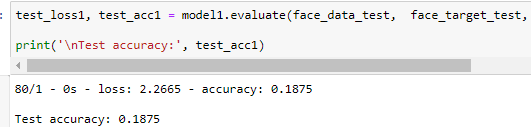 test_loss1, test_acc1 = model1.evaluate(face_data_test,  face_target_test,
print('\nTest accuracy:', test_acc1)
80/1 - 0s - loss: 2.2665 - accuracy: 0.1875
Test accuracy: 0.1875